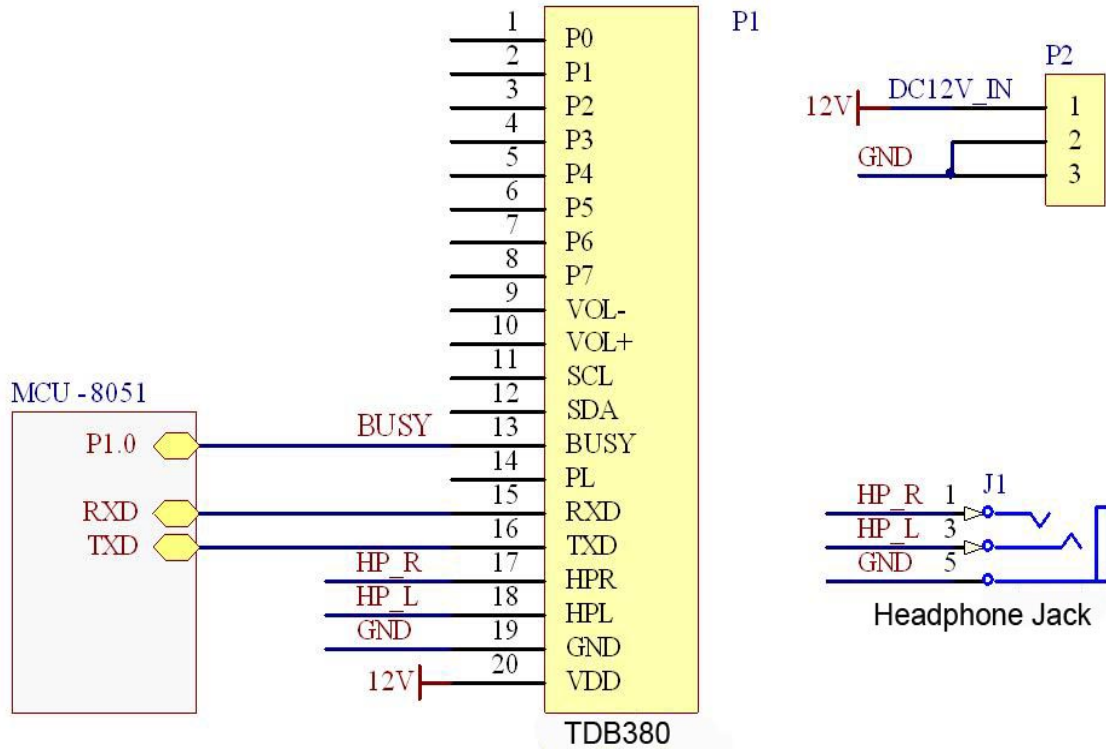 P1
1 P0
2 P1
3 P2
4 P3
5 P4
6 P5
7 P6
8 P7
9 VOL-
10 VOL+
11 SCL
12 SDA
BUSY 13 BUSY
14 PL
15 RXD
16 TXD
HP_R 17 HPR
HP_L 18 HPL
GND 19 GND
12V 20 VDD
TDB380
MCU - 8051
P1.0
RXD
TXD
P2
12V DC12V_IN 1
2
GND 3
J1
HP_R 1
HP_L 3
GND 5
Headphone Jack